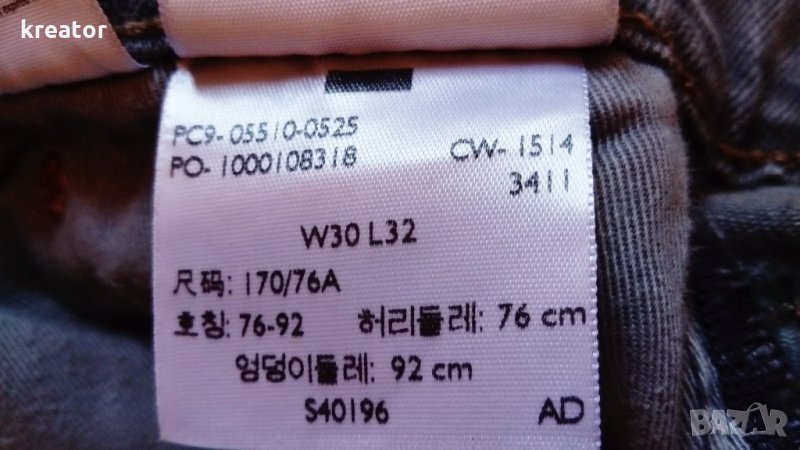 kreator
PC9-05510-0525
PO-1000108318
CW-1514
3411
W30 L32
尺码: 170/76A
호칭: 76-92 허리둘레: 76 cm
엉덩이둘레: 92 cm
S40196 AD
BAZAR